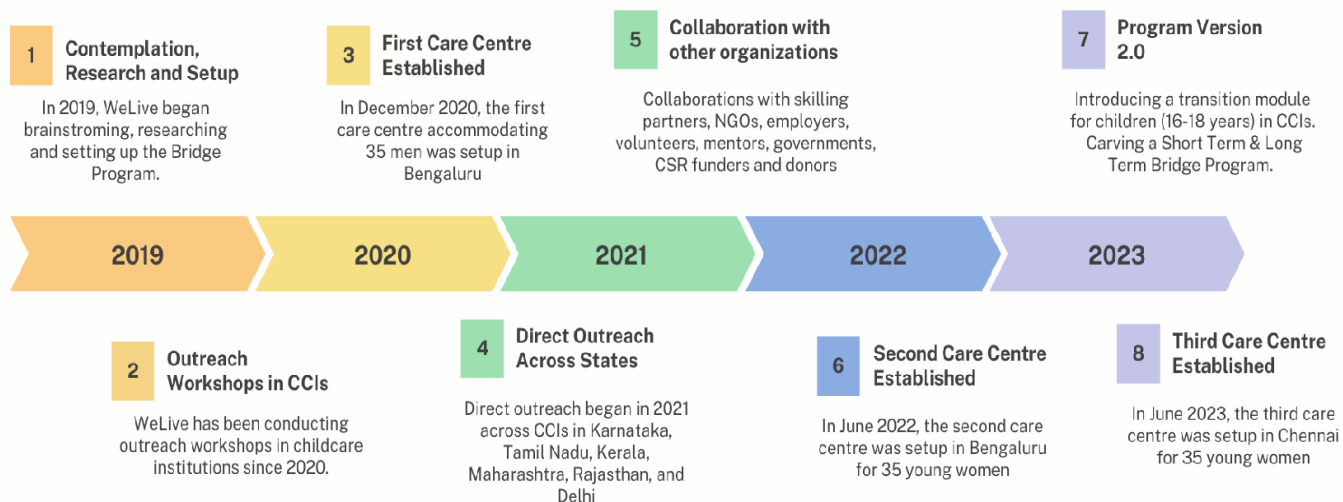 1
Contemplation,
Research and Setup
In 2019, WeLive began
brainstroming, researching
and setting up the Bridge
Program.
3
First Care Centre
Established
In December 2020, the first
care centre accommodating
35 men was setup in
Bengaluru
5
Collaboration with
other organizations
Collaborations with skilling
partners, NGOs, employers,
volunteers, mentors, governments,
CSR funders and donors
7
Program Version
2.0
Introducing a transition module
for children (16-18 years) in CCIs.
Carving a Short Term & Long
Term Bridge Program.
2019
2020
2021
2022
2023
2
Outreach
Workshops in CCIs
WeLive has been conducting
outreach workshops in childcare
institutions since 2020.
4
Direct Outreach
Across States
Direct outreach began in 2021
across CCIs in Karnataka,
Tamil Nadu, Kerala,
Maharashtra, Rajasthan, and
Delhi
6
Second Care Centre
Established
In June 2022, the second care
centre was setup in Bengaluru
for 35 young women
8
Third Care Centre
Established
In June 2023, the third care
centre was setup in Chennai
for 35 young women